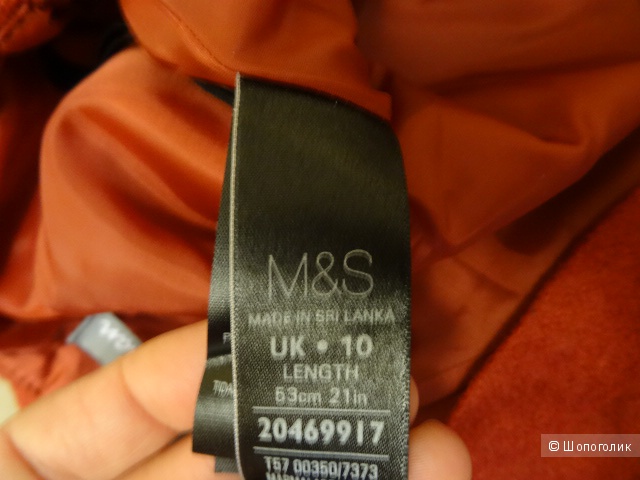 M&S
MADE IN SRI LANKA
UK • 10
LENGTH
53cm 21in
20469917
T57 00350/7373
© Шопоголик